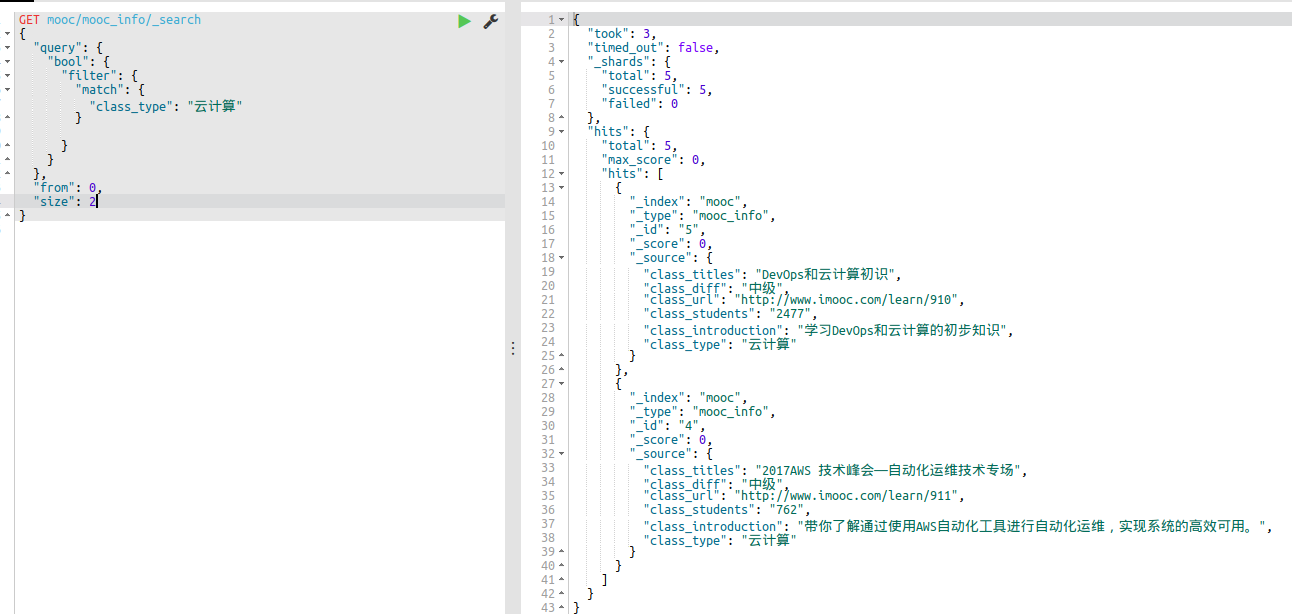 GET mooc/mooc_info/_search
{
  "query": {
    "bool": {
      "filter": {
        "match": {
          "class_type": "云计算"
        }

      }
    }
  },
  "from": 0,
  "size": 2
}
1 {
2   "took": 3,
3   "timed_out": false,
4   "_shards": {
5     "total": 5,
6     "successful": 5,
7     "failed": 0
8   },
9   "hits": {
10     "total": 5,
11     "max_score": 0,
12     "hits": [
13       {
14         "_index": "mooc",
15         "_type": "mooc_info",
16         "_id": "5",
17         "_score": 0,
18         "_source": {
19           "class_titles": "DevOps和云计算初识",
20           "class_diff": "中级",
21           "class_url": "http://www.imooc.com/learn/910",
22           "class_students": "2477",
23           "class_introduction": "学习DevOps和云计算的初步知识",
24           "class_type": "云计算"
25         }
26       },
27       {
28         "_index": "mooc",
29         "_type": "mooc_info",
30         "_id": "4",
31         "_score": 0,
32         "_source": {
33           "class_titles": "2017AWS 技术峰会——自动化运维技术专场",
34           "class_diff": "中级",
35           "class_url": "http://www.imooc.com/learn/911",
36           "class_students": "762",
37           "class_introduction": "带你了解通过使用AWS自动化工具进行自动化运维，实现系统的高效可用。",
38           "class_type": "云计算"
39         }
40       }
41     ]
42   }
43 }